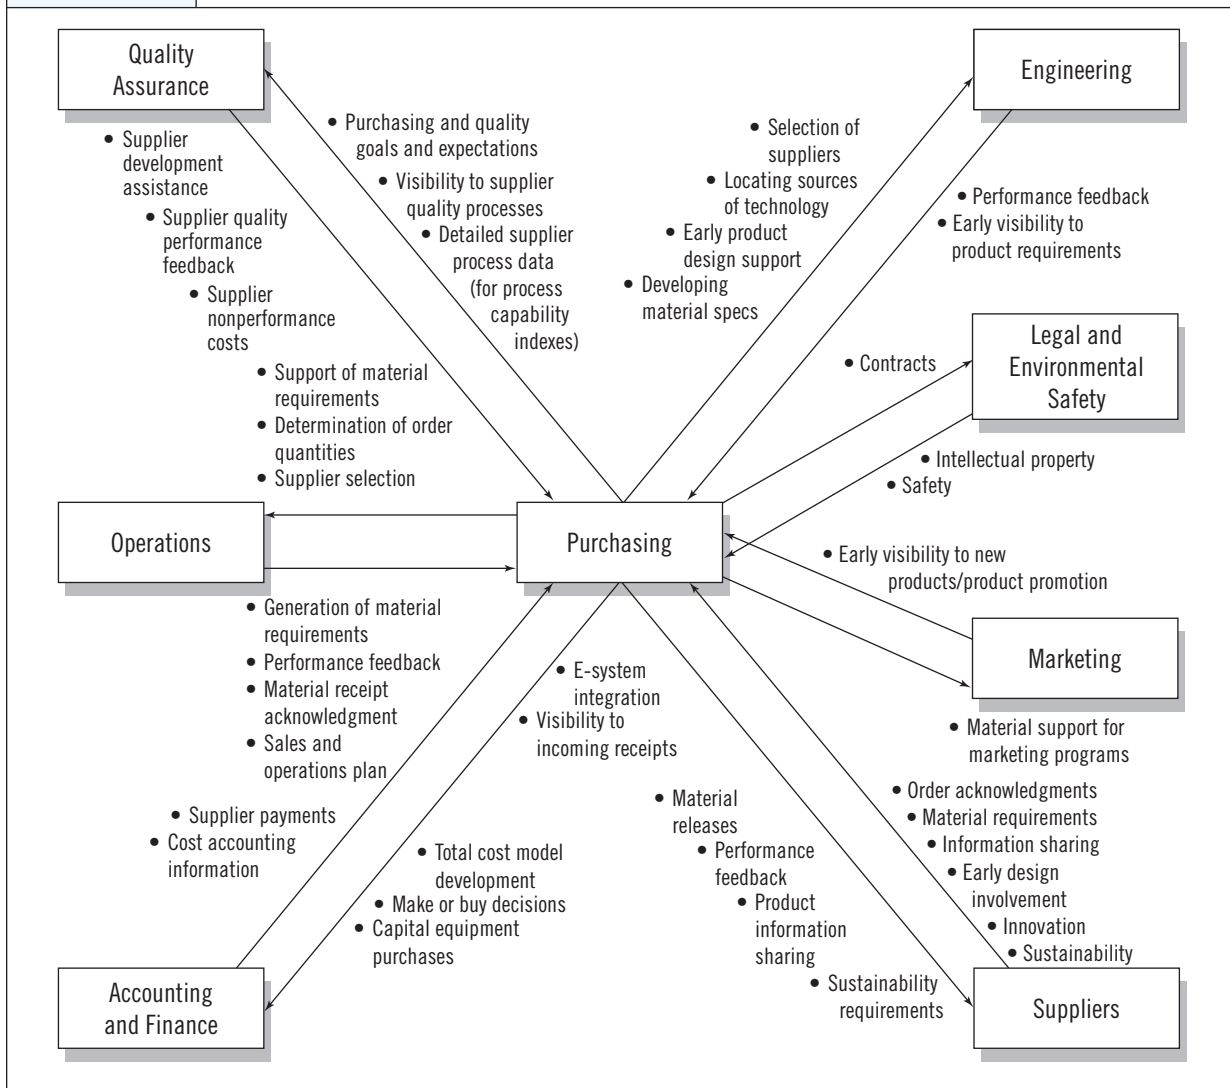 Quality
Assurance
Engineering
• Supplier
development
assistance
• Supplier quality
performance
feedback
• Supplier
nonperformance
costs
• Purchasing and quality
goals and expectations
• Visibility to supplier
quality processes
• Detailed supplier
process data
(for process
capability
indexes)
• Selection of
suppliers
• Locating sources
of technology
• Early product
design support
• Developing
material specs
• Performance feedback
• Early visibility to
product requirements
Legal and
Environmental
Safety
• Contracts
• Intellectual property
• Safety
• Support of material
requirements
• Determination of order
quantities
• Supplier selection
Operations
Purchasing
• Early visibility to new
products/product promotion
Marketing
• Material support for
marketing programs
• Generation of material
requirements
• Performance feedback
• Material receipt
acknowledgment
• Sales and
operations plan
• E-system
integration
• Visibility to
incoming receipts
• Supplier payments
• Cost accounting
information
• Total cost model
development
• Make or buy decisions
• Capital equipment
purchases
• Material
releases
• Performance
feedback
• Product
information
sharing
• Sustainability
requirements
• Order acknowledgments
• Material requirements
• Information sharing
• Early design
involvement
• Innovation
• Sustainability
Accounting
and Finance
Suppliers